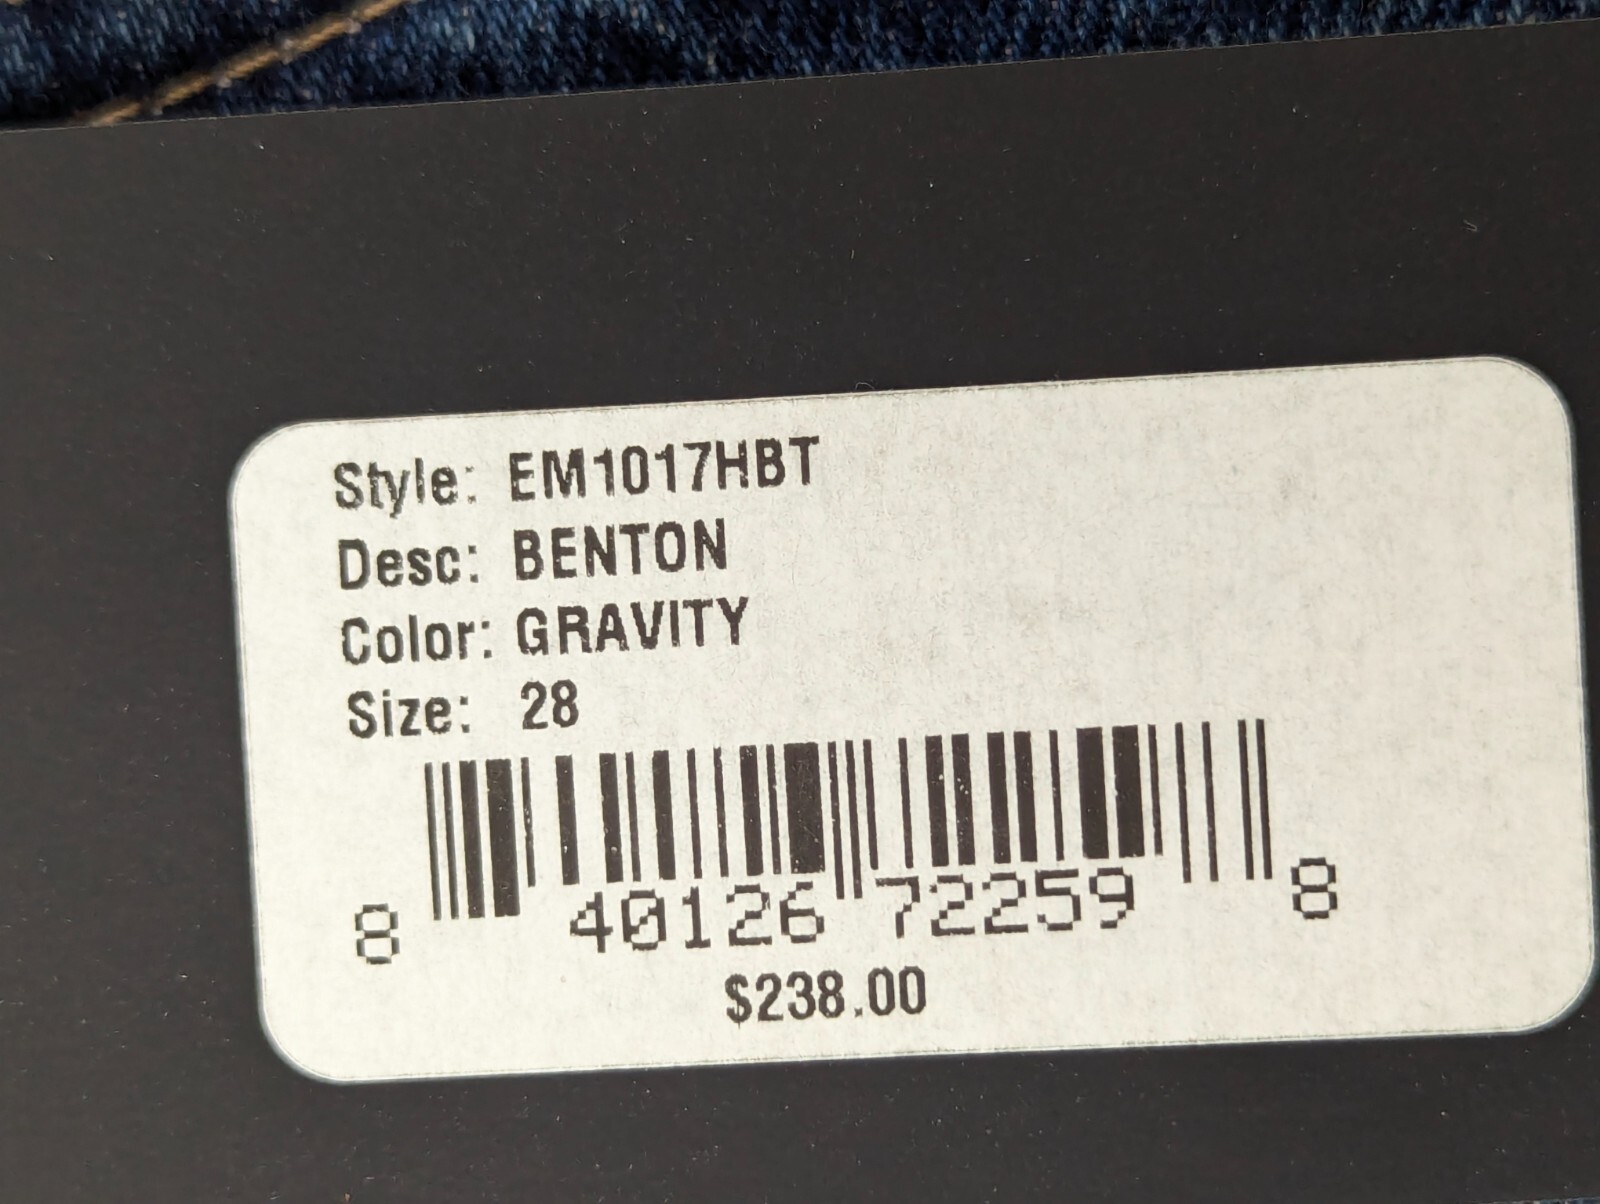 Style: EM1017HBT
Desc: BENTON
Color: GRAVITY
Size: 28
8 40126 72259 8
$238.00